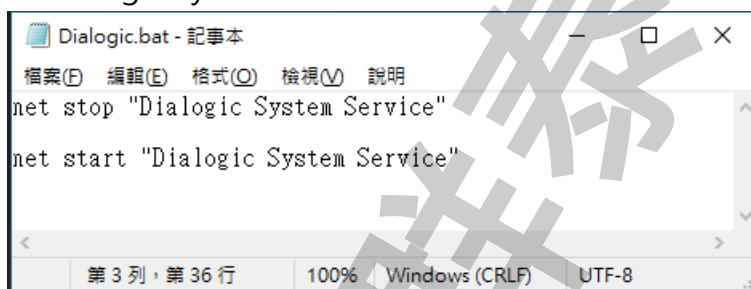 Dialogic.bat - 記事本
檔案(F) 編輯(E) 格式(O) 檢視(V) 說明
net stop "Dialogic System Service"
net start "Dialogic System Service"
第 3 列，第 36 行 100% Windows (CRLF) UTF-8